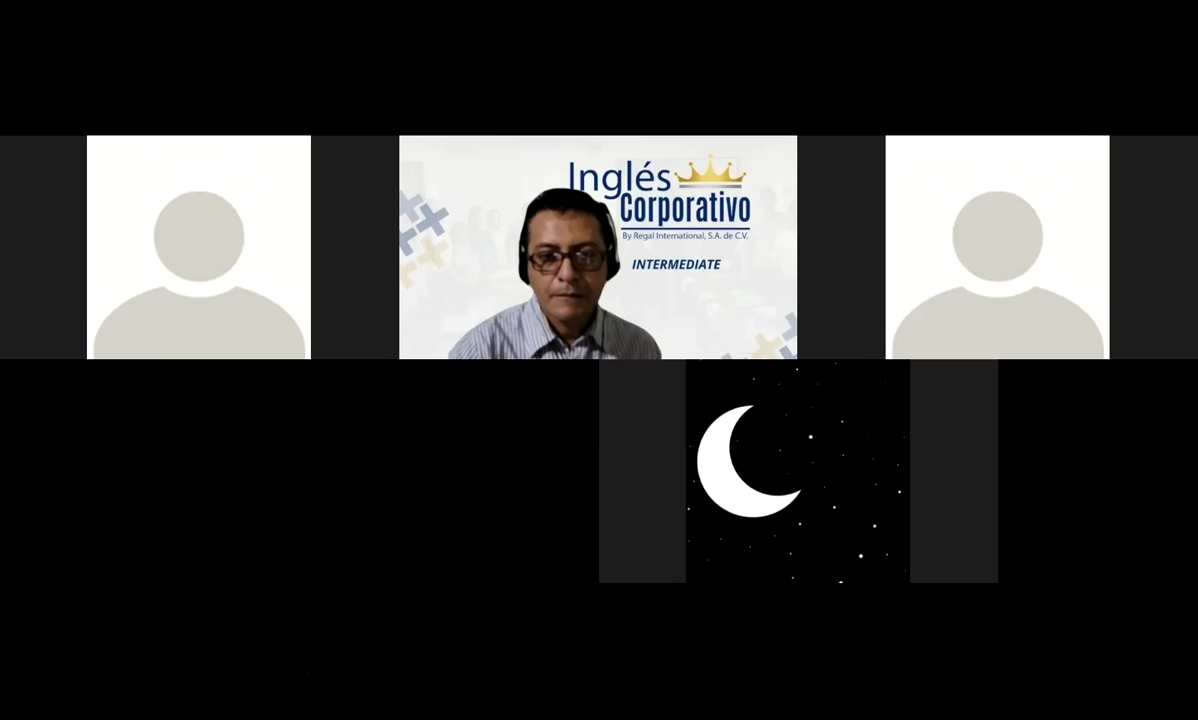 Inglés
Corporativo
By Regal International, S.A. de C.V.
INTERMEDIATE